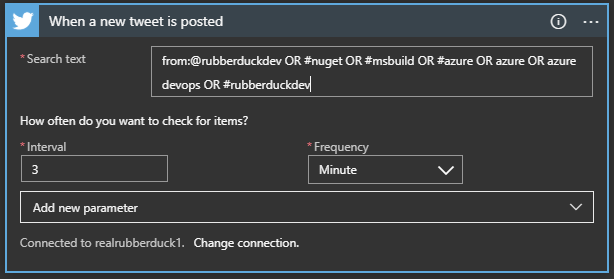 When a new tweet is posted
* Search text
from:@rubberduckdev OR #nuget OR #msbuild OR #azure OR azure OR azure
devops OR #rubberduckdev
How often do you want to check for items?
* Interval
* Frequency
3
Minute
Add new parameter
Connected to realrubberduck1. Change connection.